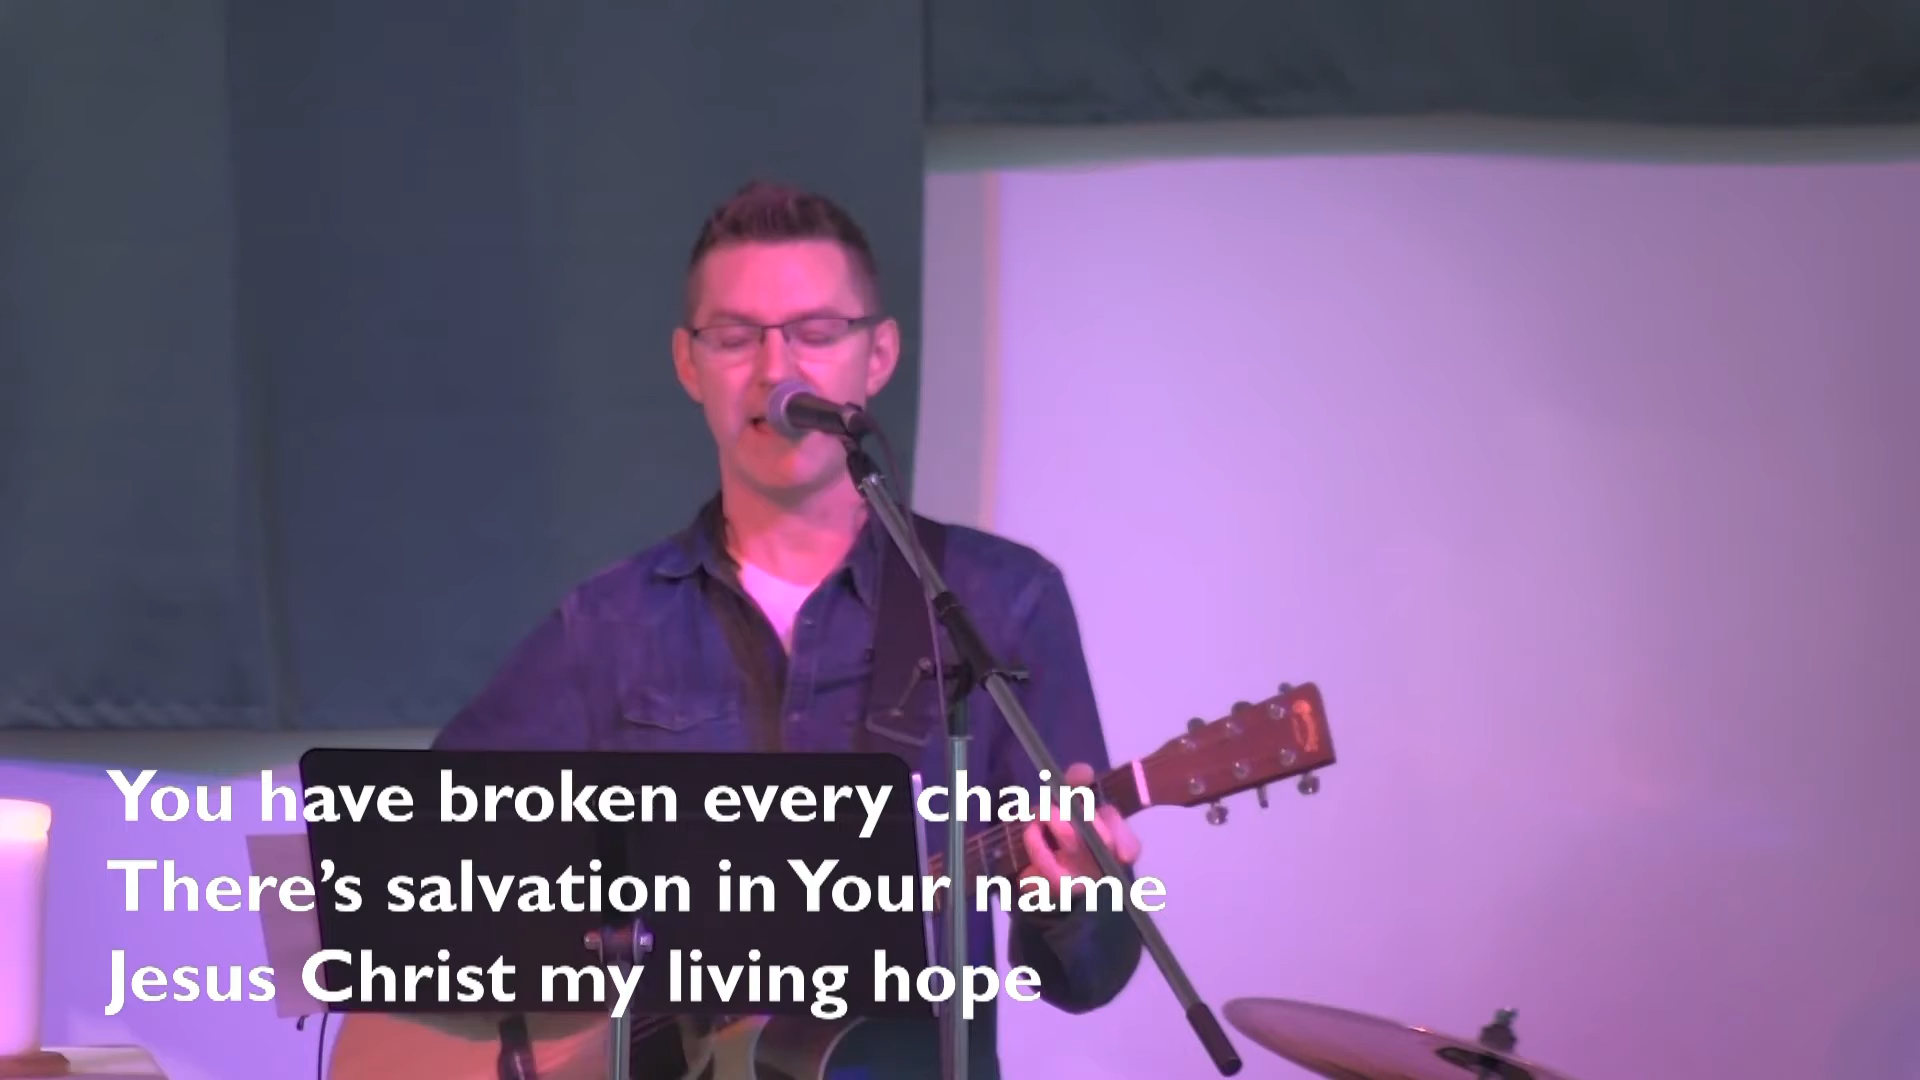 You have broken every chain
There’s salvation in Your name
Jesus Christ my living hope